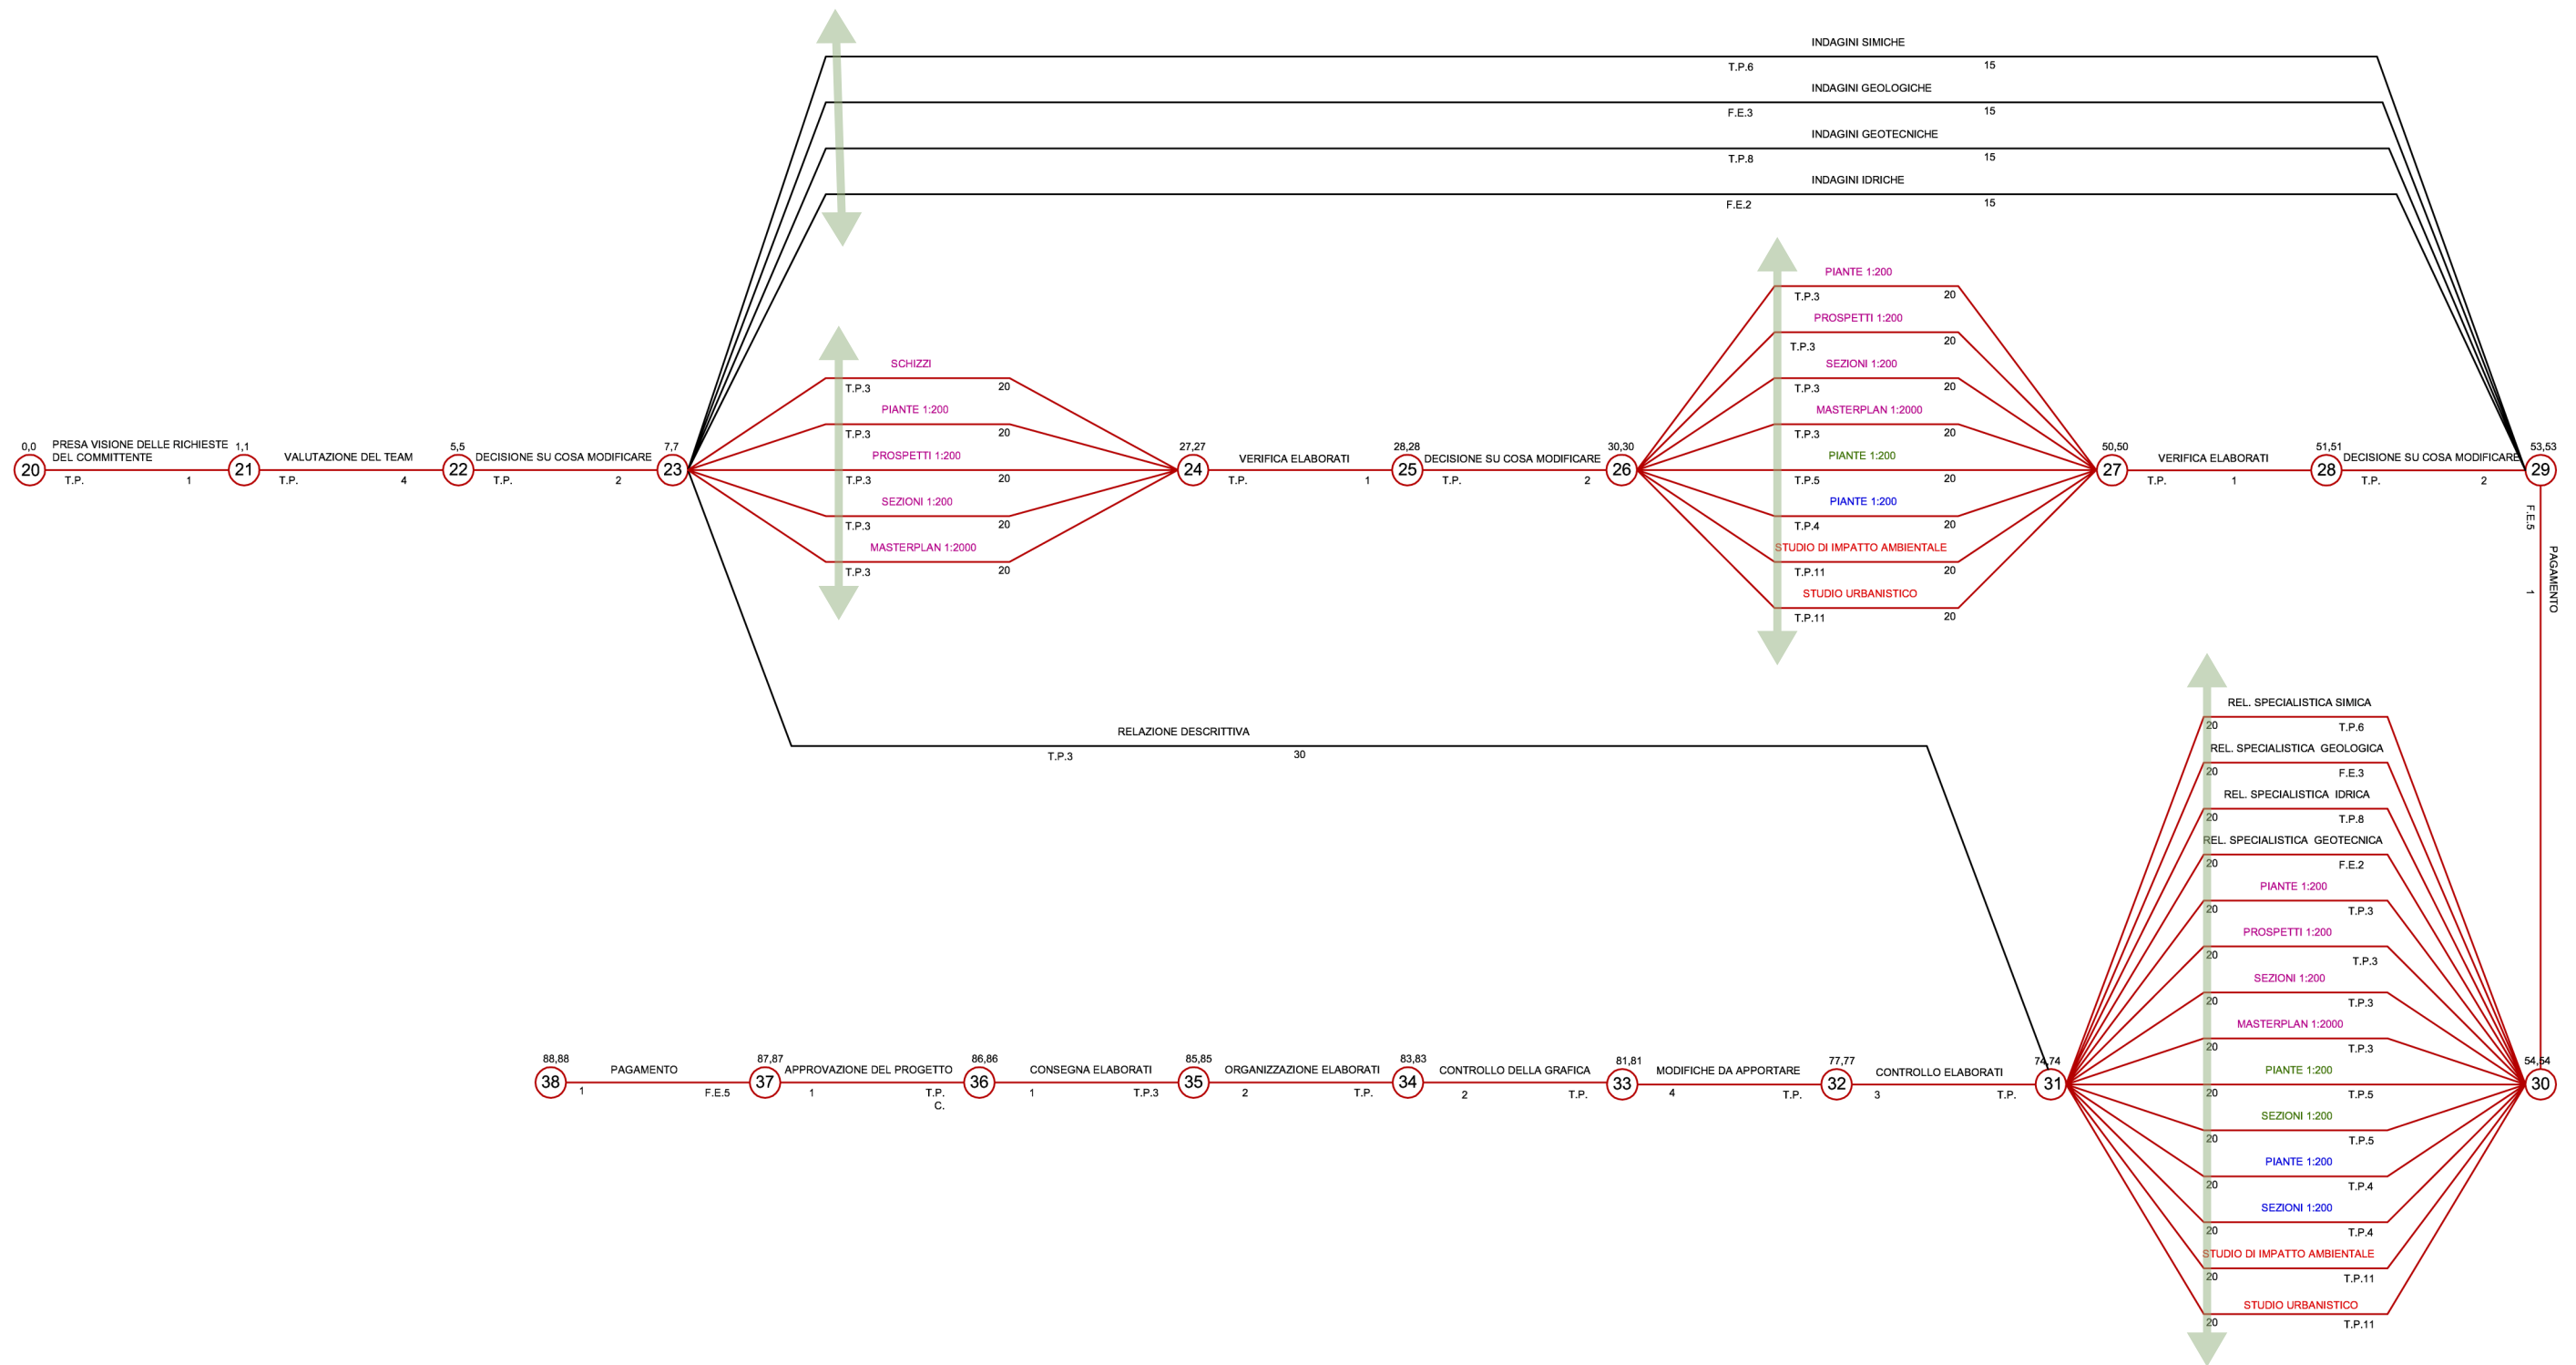 INDAGINI SIMICHE
T.P.6 15
INDAGINI GEOLOGICHE
F.E.3 15
INDAGINI GEOTECNICHE
T.P.8 15
INDAGINI IDRICHE
F.E.2 15
0,0
PRESA VISIONE DELLE RICHIESTE
DEL COMMITTENTE
20
T.P. 1
1,1
21
VALUTAZIONE DEL TEAM
T.P. 4
5,5
22
DECISIONE SU COSA MODIFICARE
T.P. 2
7,7
23
SCHIZZI
T.P.3 20
PIANTE 1:200
T.P.3 20
PROSPETTI 1:200
T.P.3 20
SEZIONI 1:200
T.P.3 20
MASTERPLAN 1:2000
T.P.3 20
27,27
24
VERIFICA ELABORATI
T.P. 1
28,28
25
DECISIONE SU COSA MODIFICARE
T.P. 2
30,30
26
PIANTE 1:200
T.P.3 20
PROSPETTI 1:200
T.P.3 20
SEZIONI 1:200
T.P.3 20
MASTERPLAN 1:2000
T.P.3 20
PIANTE 1:200
T.P.5 20
PIANTE 1:200
T.P.4 20
STUDIO DI IMPATTO AMBIENTALE
T.P.11 20
STUDIO URBANISTICO
T.P.11 20
50,50
27
VERIFICA ELABORATI
T.P. 1
51,51
28
DECISIONE SU COSA MODIFICARE
T.P. 2
53,53
29
F.E.5
PAGAMENTO
1
RELAZIONE DESCRITTIVA
T.P.3 30
54,54
30
REL. SPECIALISTICA SIMICA
20 T.P.6
REL. SPECIALISTICA GEOLOGICA
20 F.E.3
REL. SPECIALISTICA IDRICA
20 T.P.8
REL. SPECIALISTICA GEOTECNICA
20 F.E.2
PIANTE 1:200
20 T.P.3
PROSPETTI 1:200
20 T.P.3
SEZIONI 1:200
20 T.P.3
MASTERPLAN 1:2000
20 T.P.3
PIANTE 1:200
20 T.P.5
SEZIONI 1:200
20 T.P.5
PIANTE 1:200
20 T.P.4
SEZIONI 1:200
20 T.P.4
STUDIO DI IMPATTO AMBIENTALE
20 T.P.11
STUDIO URBANISTICO
20 T.P.11
74,74
31
CONTROLLO ELABORATI
3 T.P.
77,77
32
MODIFICHE DA APPORTARE
4 T.P.
81,81
33
CONTROLLO DELLA GRAFICA
2 T.P.
83,83
34
ORGANIZZAZIONE ELABORATI
2 T.P.
85,85
35
CONSEGNA ELABORATI
1 T.P.3
86,86
36
APPROVAZIONE DEL PROGETTO
1 T.P.
C.
87,87
37
PAGAMENTO
1 F.E.5
88,88
38